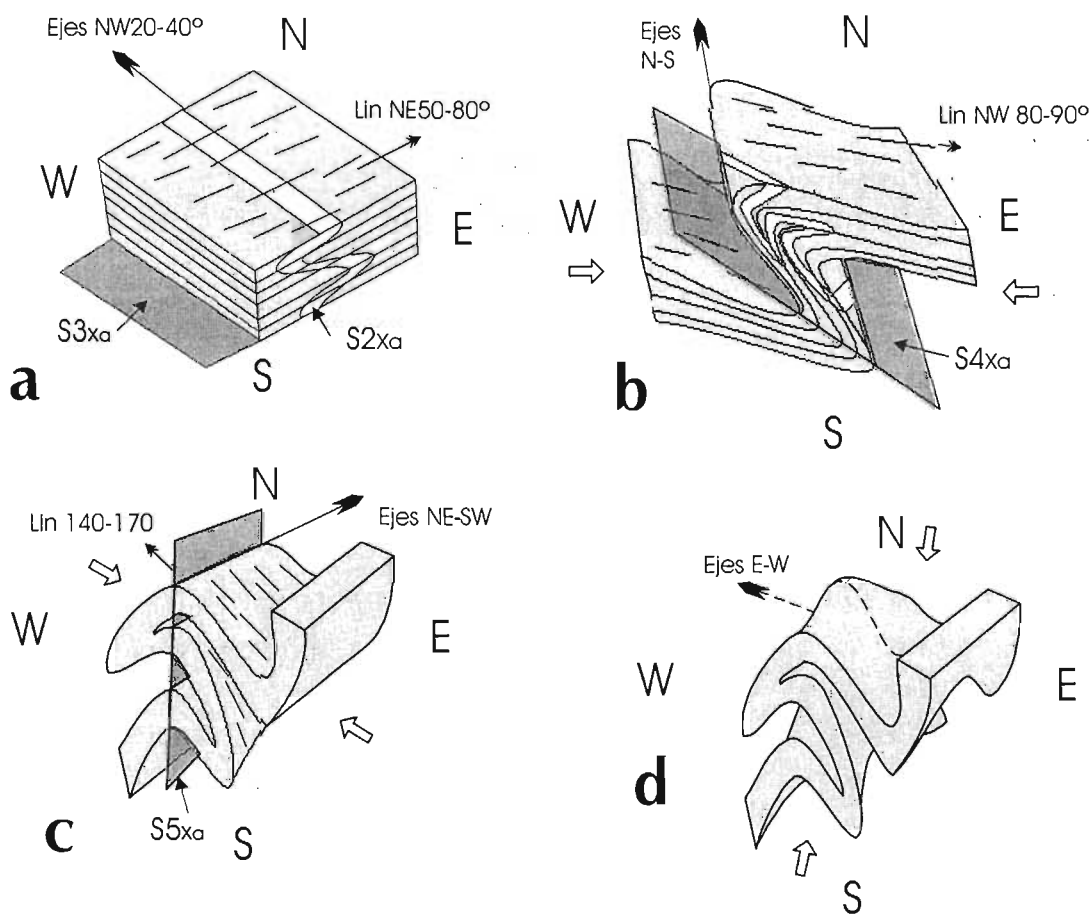 Ejes NW20-40º
N
Lin NE50-80º
W
E
S3xa
S2xa
S
a
Ejes
N-S
N
Lin NW 80-90º
W
E
S4xa
S
b
N
Lin 140-170
Ejes NE-SW
W
E
S5xa
S
c
N
Ejes E-W
W
E
d
S